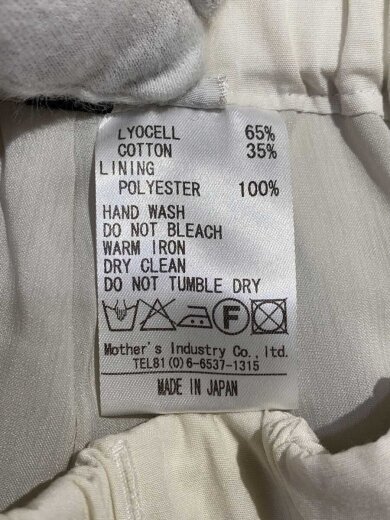 LYOCELL 65%
COTTON 35%
LINING
POLYESTER 100%
HAND WASH
DO NOT BLEACH
WARM IRON
DRY CLEAN
DO NOT TUMBLE DRY
F
Mother's Industry Co.,ltd.
TEL81(0)6-6537-1315
MADE IN JAPAN